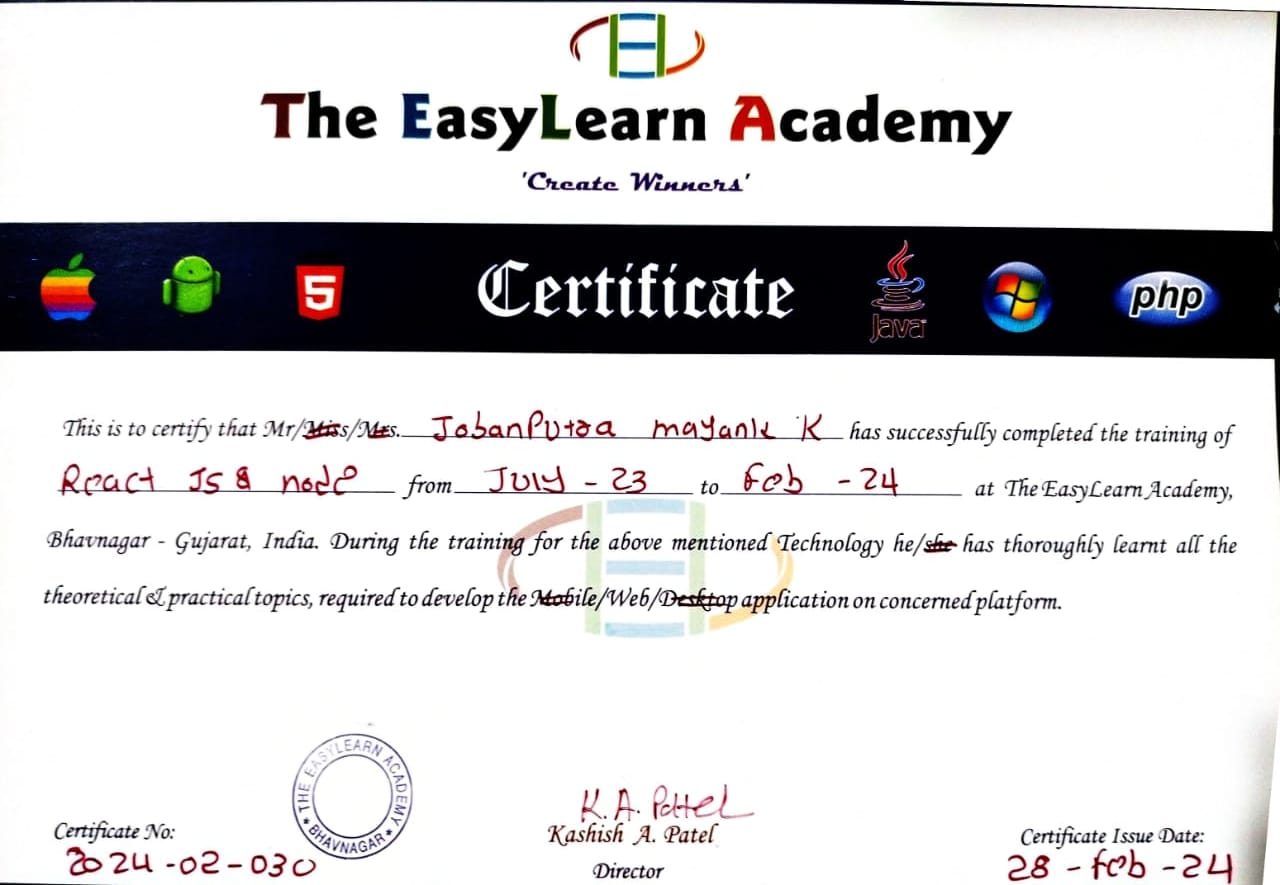 The EasyLearn Academy
'Create Winners'
5 Certificate Java php
This is to certify that Mr/Miss/Mrs. JobanPutra mayank K has successfully completed the training of
React JS & node from July - 23 to Feb - 24 at The EasyLearn Academy,
Bhavnagar - Gujarat, India. During the training for the above mentioned Technology he/she has thoroughly learnt all the
theoretical & practical topics, required to develop the Mobile/Web/Desktop application on concerned platform.
THE EASYLEARN ACADEMY
★ BHAVNAGAR ★
K. A. Patel
Certificate No: Kashish A. Patel Certificate Issue Date:
2024-02-030 Director 28 - Feb - 24